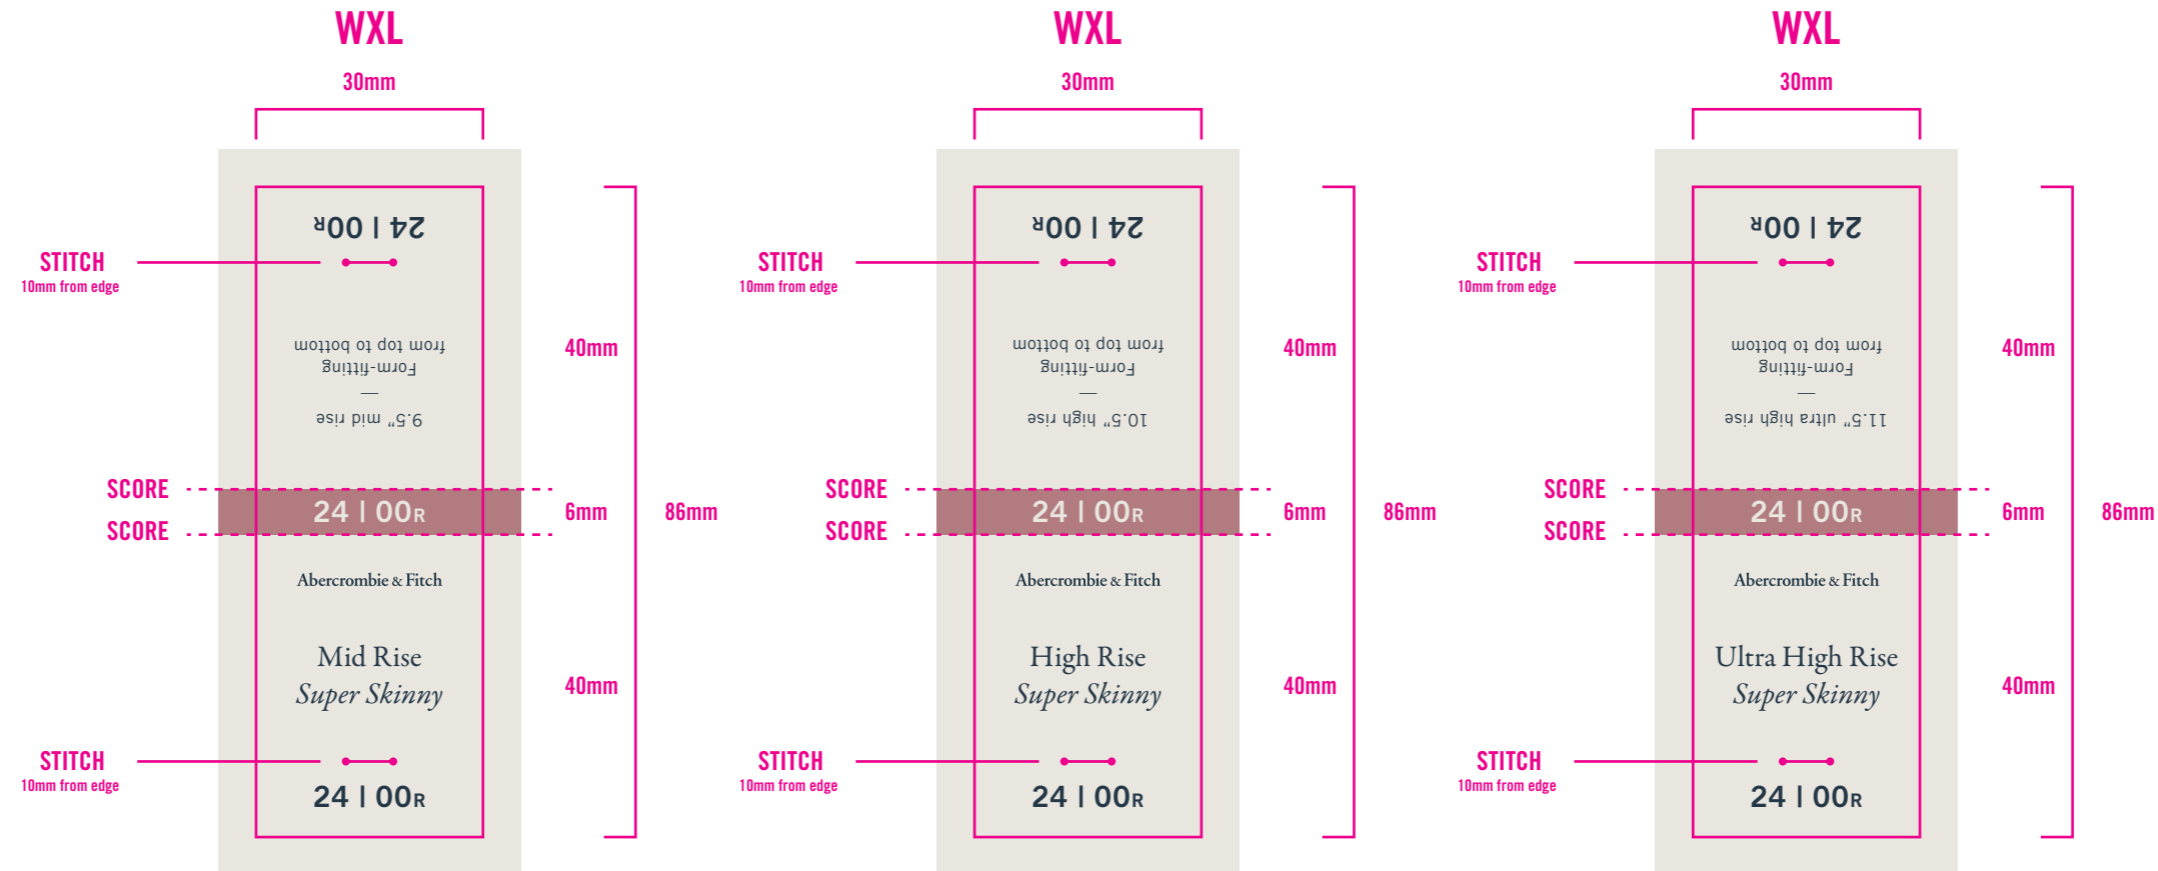 WXL
30mm
24 | 00R
STITCH
10mm from edge
from top to bottom
Form-fitting
—
9.5" mid rise
40mm
SCORE
24 | 00R
SCORE
6mm
86mm
Abercrombie & Fitch
Mid Rise
Super Skinny
40mm
STITCH
10mm from edge
24 | 00R
WXL
30mm
24 | 00R
STITCH
10mm from edge
from top to bottom
Form-fitting
—
10.5" high rise
40mm
SCORE
24 | 00R
SCORE
6mm
86mm
Abercrombie & Fitch
High Rise
Super Skinny
40mm
STITCH
10mm from edge
24 | 00R
WXL
30mm
24 | 00R
STITCH
10mm from edge
from top to bottom
Form-fitting
—
11.5" ultra high rise
40mm
SCORE
24 | 00R
SCORE
6mm
86mm
Abercrombie & Fitch
Ultra High Rise
Super Skinny
40mm
STITCH
10mm from edge
24 | 00R